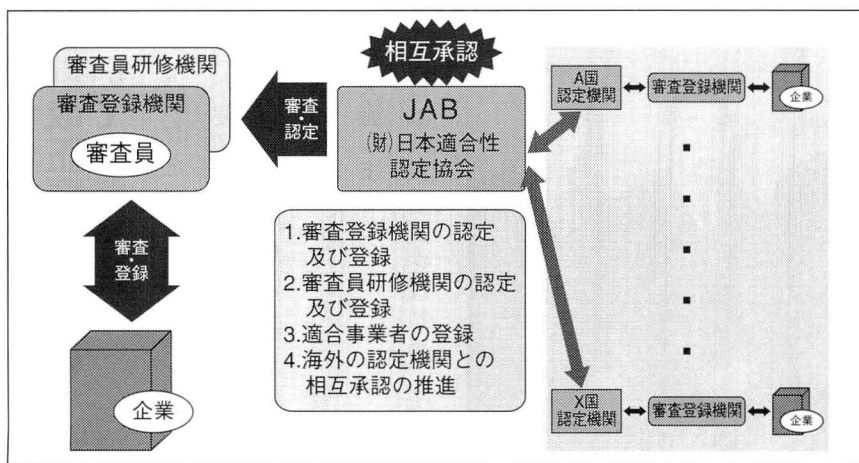 相互承認
審査員研修機関
審査登録機関
審査員
審査
・
認定
JAB
(財)日本適合性
認定協会
審査
・
登録
企業
1.審査登録機関の認定
及び登録
2.審査員研修機関の認定
及び登録
3.適合事業者の登録
4.海外の認定機関との
相互承認の推進
A国
認定機関
審査登録機関
企業
X国
認定機関
審査登録機関
企業